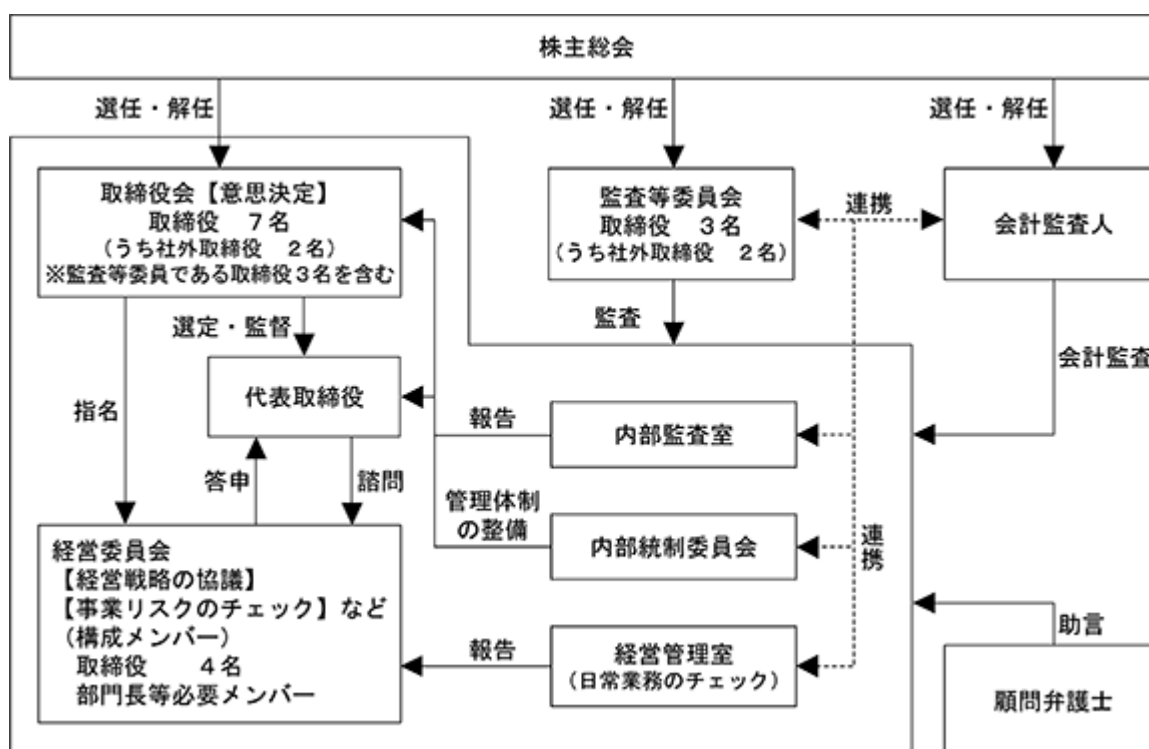 株主総会
選任・解任
選任・解任
選任・解任
取締役会【意思決定】
取締役　７名
（うち社外取締役　２名）
※監査等委員である取締役３名を含む
監査等委員会
取締役　３名
（うち社外取締役　２名）
連携
会計監査人
選定・監督
監査
会計監査
代表取締役
指名
報告
内部監査室
答申
諮問
管理体制
の整備
内部統制委員会
連携
経営委員会
【経営戦略の協議】
【事業リスクのチェック】など
（構成メンバー）
取締役　　４名
部門長等必要メンバー
報告
経営管理室
（日常業務のチェック）
助言
顧問弁護士